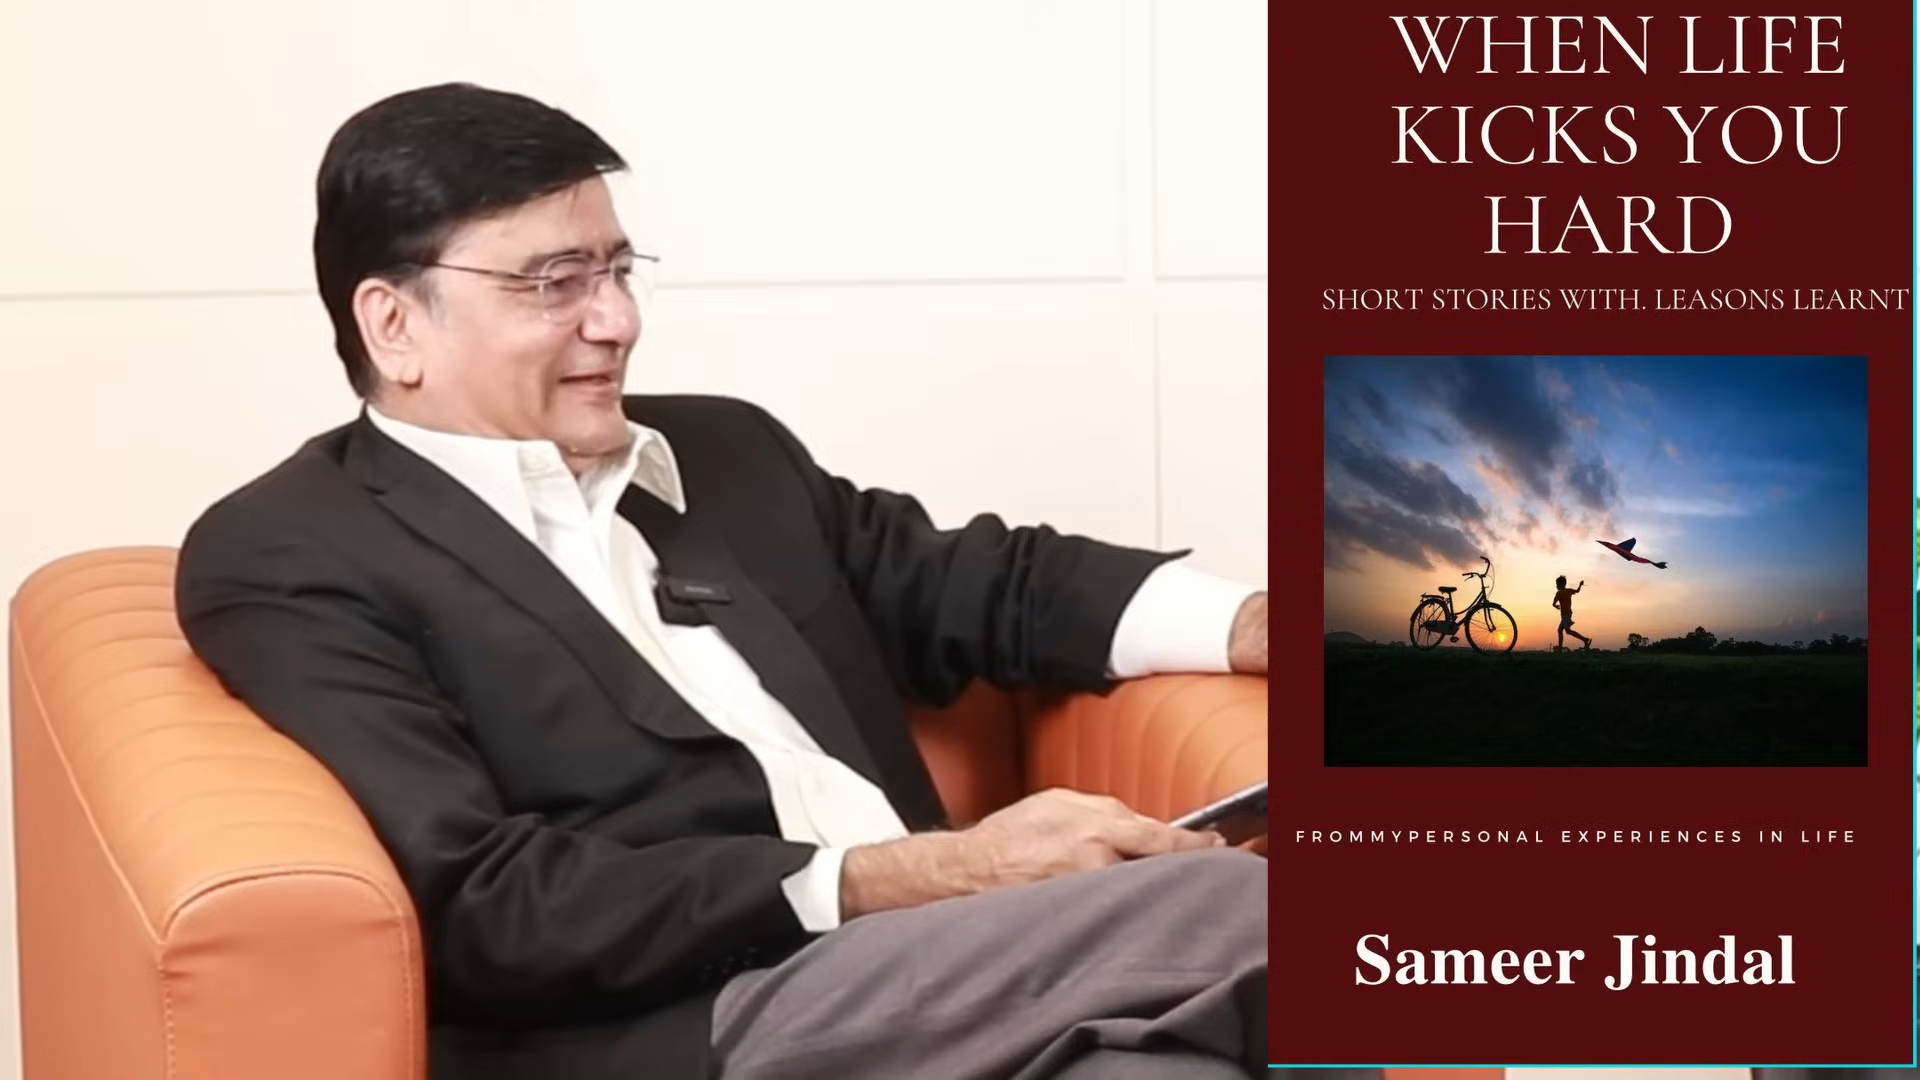 WHEN LIFE
KICKS YOU
HARD
SHORT STORIES WITH. LEASONS LEARNT
FROMMYPERSONAL EXPERIENCES IN LIFE
Sameer Jindal